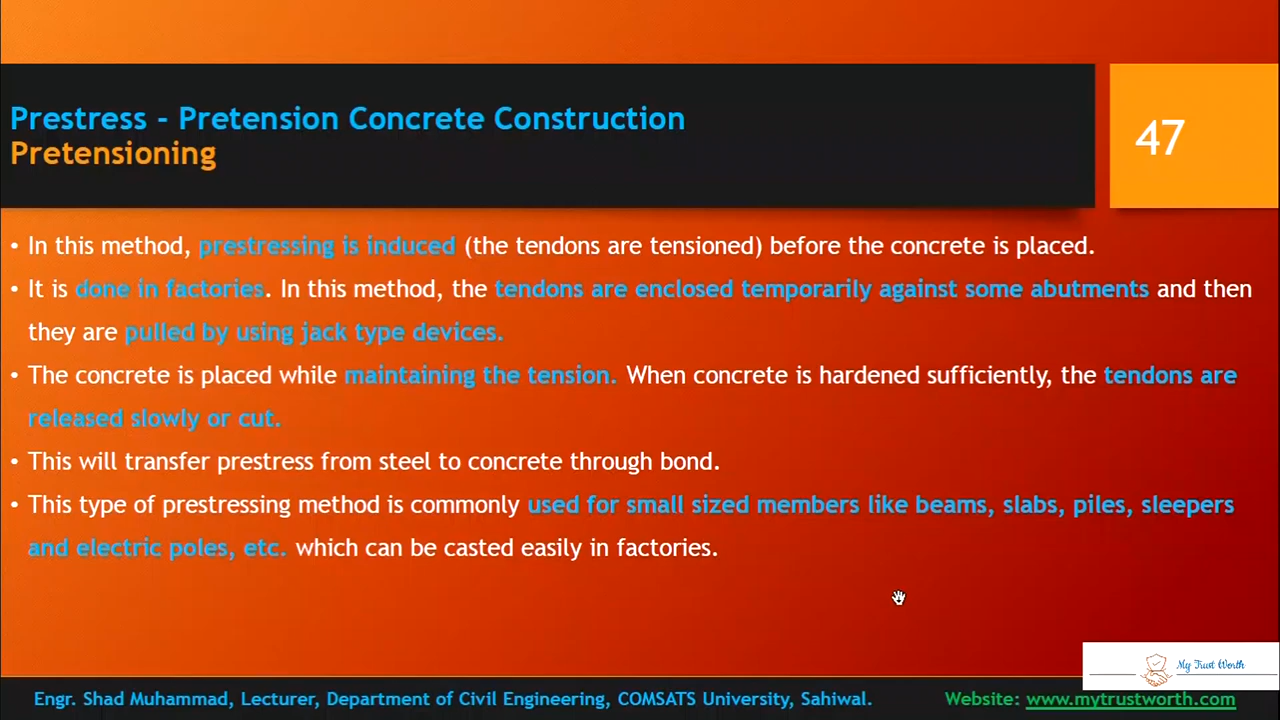 Prestress - Pretension Concrete Construction
Pretensioning
47
• In this method, prestressing is induced (the tendons are tensioned) before the concrete is placed.
• It is done in factories. In this method, the tendons are enclosed temporarily against some abutments and then
they are pulled by using jack type devices.
• The concrete is placed while maintaining the tension. When concrete is hardened sufficiently, the tendons are
released slowly or cut.
• This will transfer prestress from steel to concrete through bond.
• This type of prestressing method is commonly used for small sized members like beams, slabs, piles, sleepers
and electric poles, etc. which can be casted easily in factories.
My Trust Worth
Engr. Shad Muhammad, Lecturer, Department of Civil Engineering, COMSATS University, Sahiwal. Website: www.mytrustworth.com